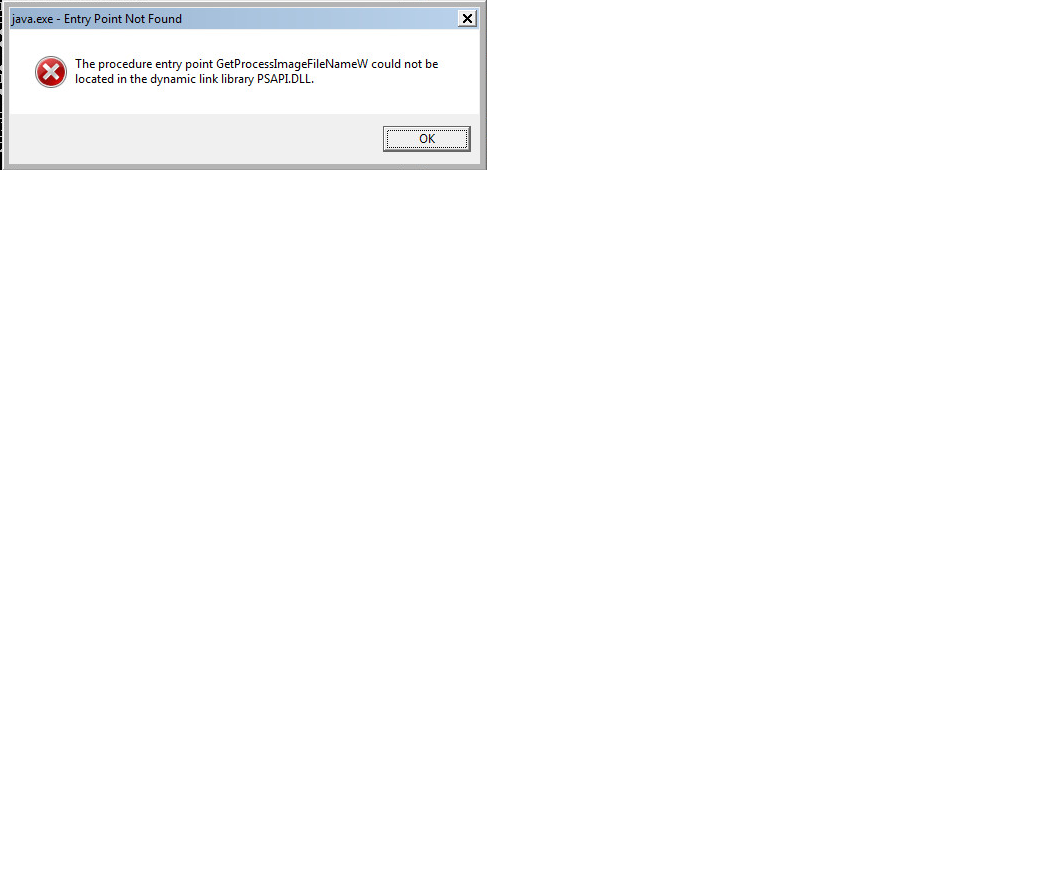 java.exe - Entry Point Not Found
The procedure entry point GetProcessImageFileNameW could not be
located in the dynamic link library PSAPI.DLL.
OK